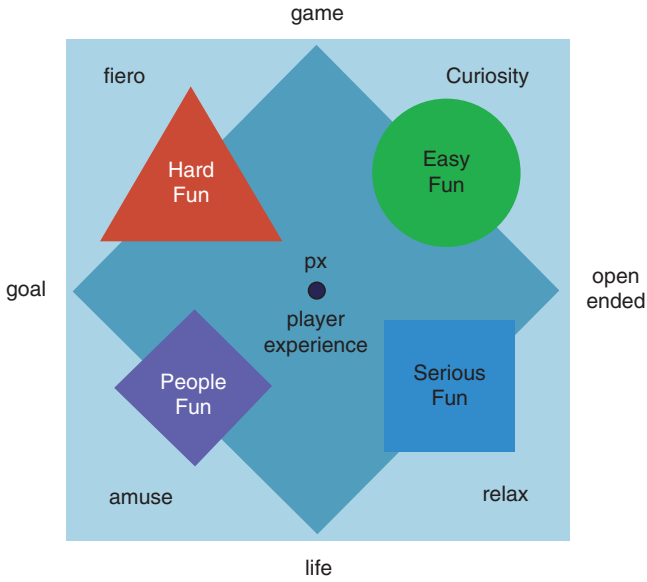 game
fiero
Curiosity
Hard
Fun
Easy
Fun
px
goal
open
ended
player
experience
People
Fun
Serious
Fun
amuse
relax
life